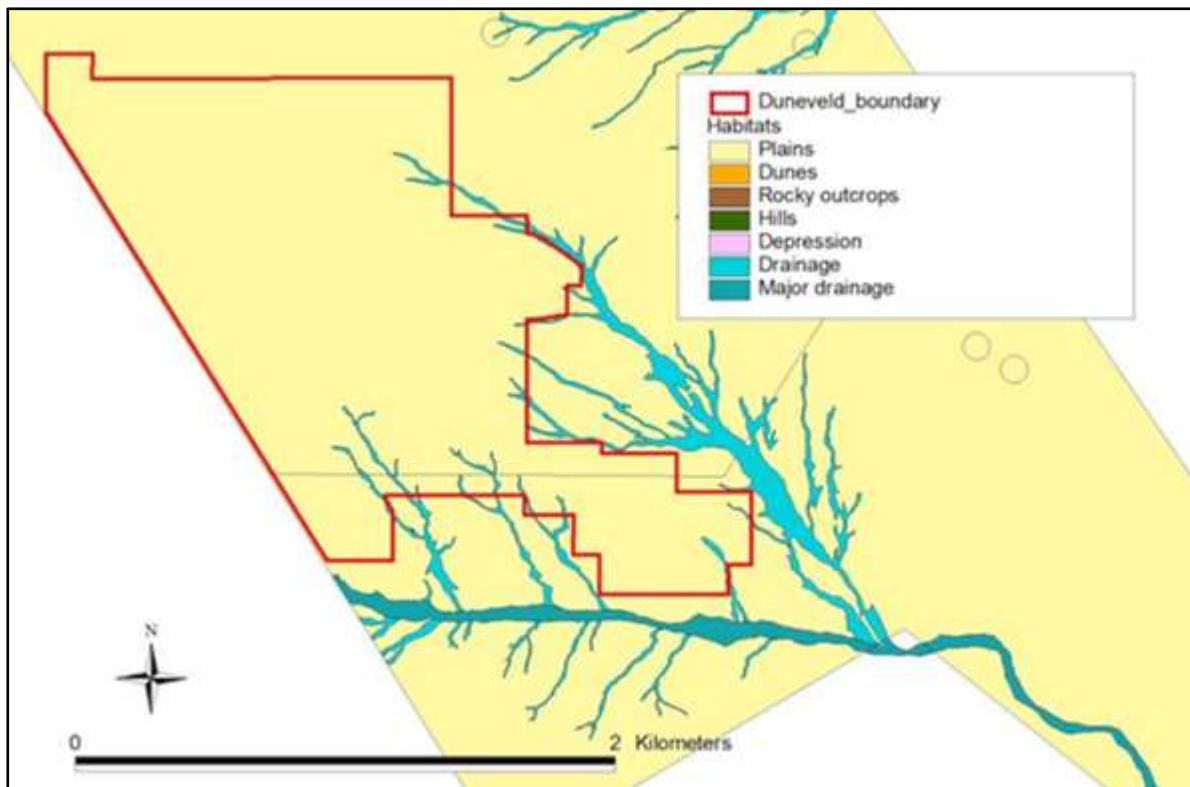 Duneveld_boundary
Habitats
Plains
Dunes
Rocky outcrops
Hills
Depression
Drainage
Major drainage
N
0 2 Kilometers